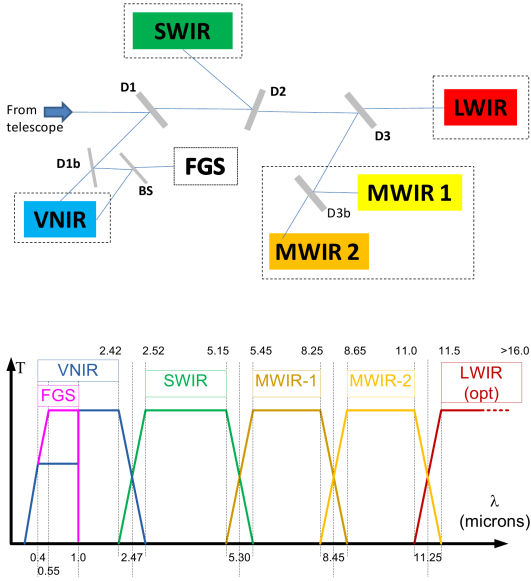 SWIR
D1
D2
From
telescope
LWIR
D3
D1b
BS
FGS
VNIR
MWIR 1
D3b
MWIR 2
2.42 2.52 5.15 5.45 8.25 8.65 11.0 11.5 >16.0
T
VNIR
SWIR
MWIR-1
MWIR-2
LWIR
(opt)
FGS
λ
(microns)
0.4 1.0 2.47 5.30 8.45 11.25
0.55